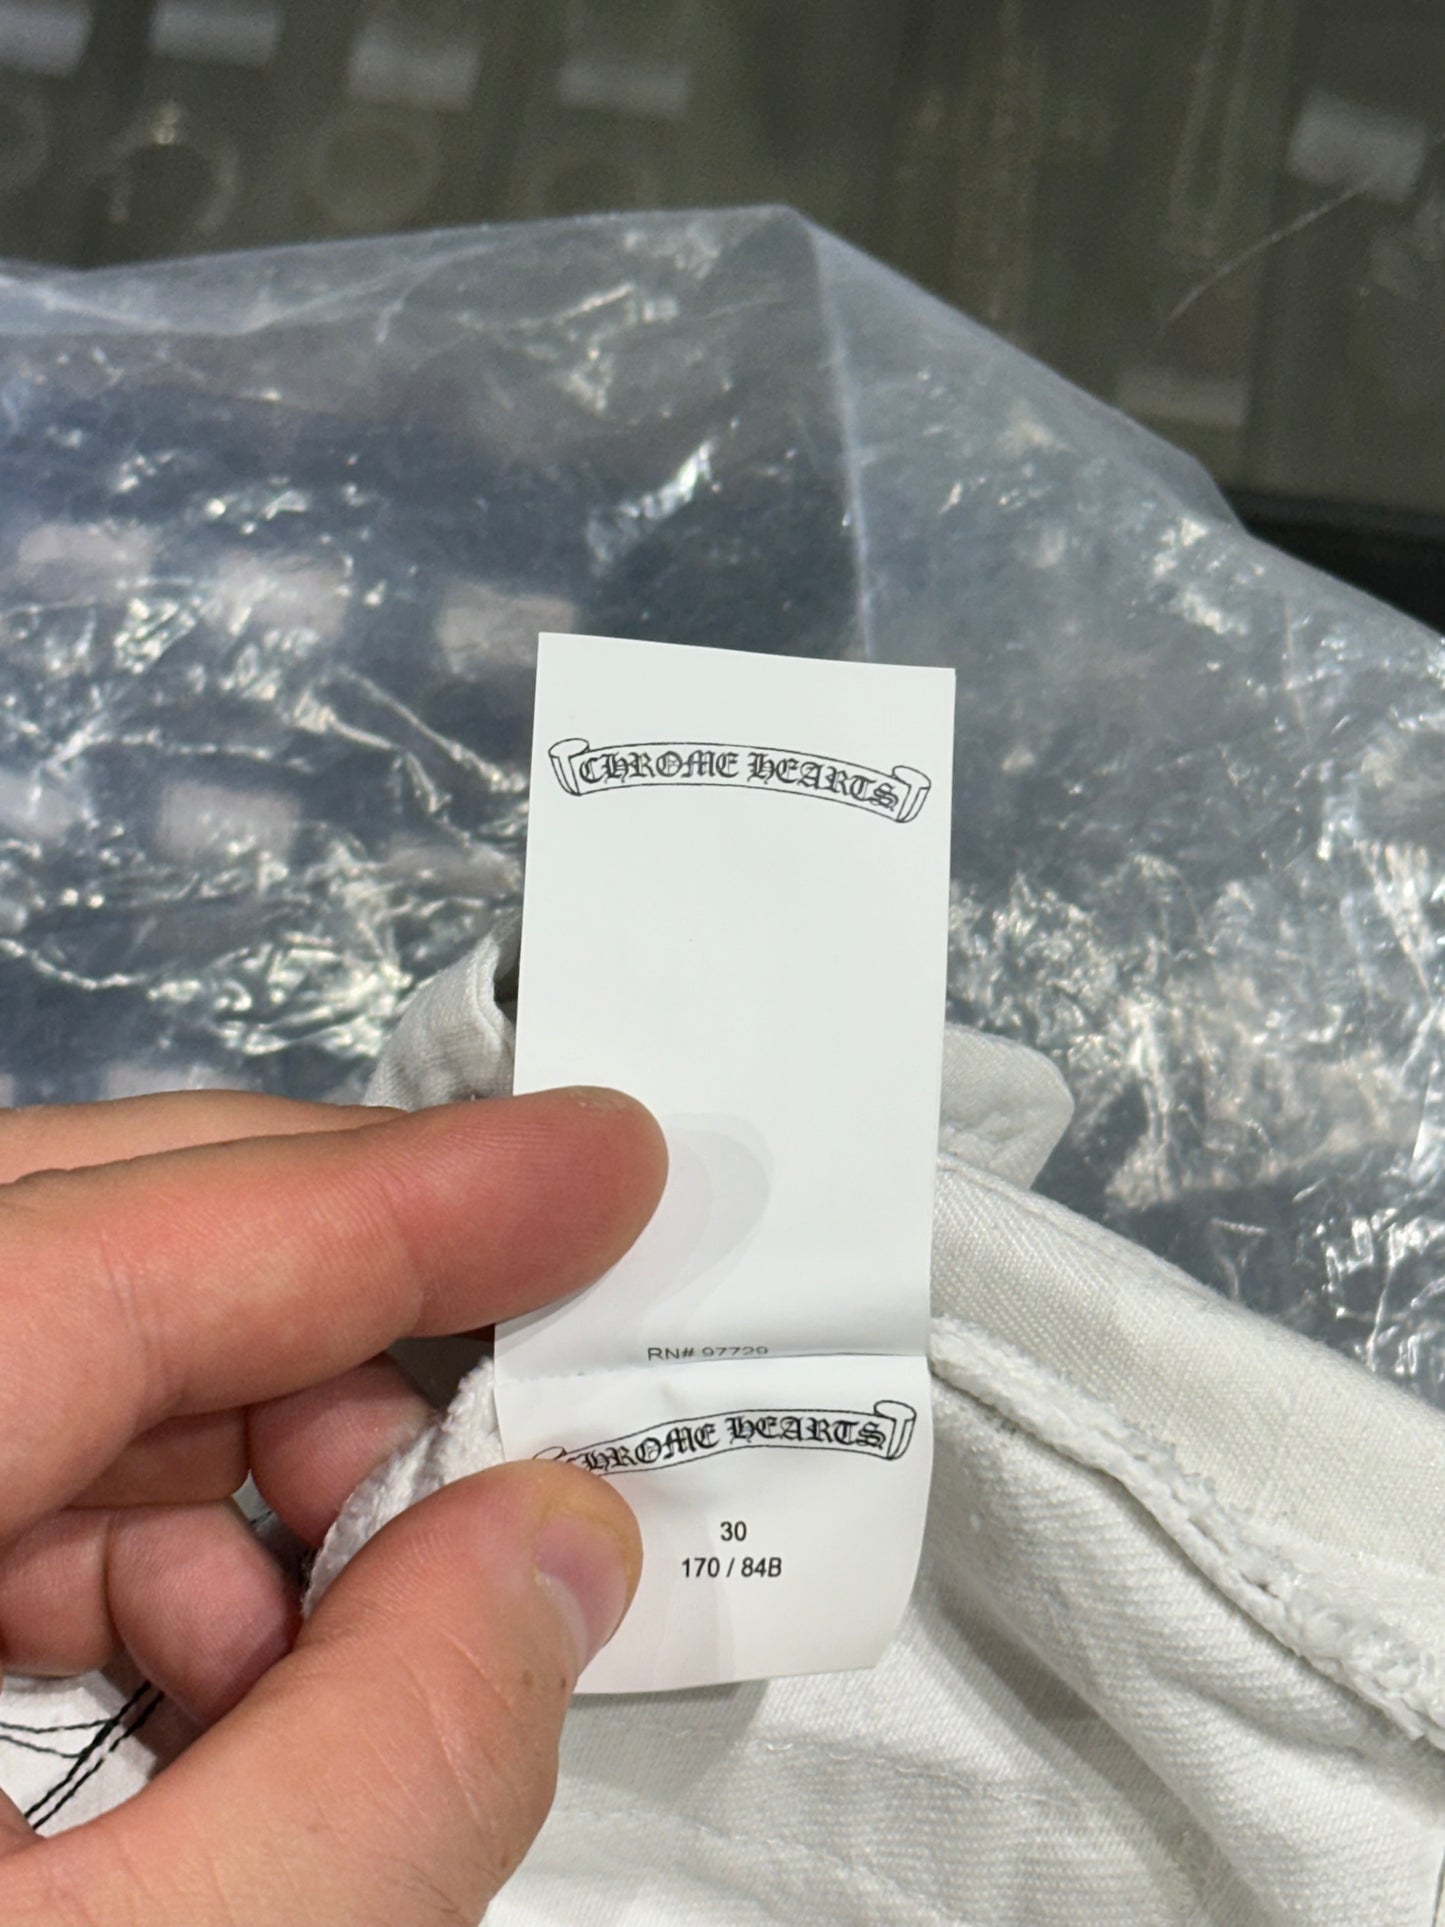 CHROME HEARTS
RN# 97729
CHROME HEARTS
30
170 / 84B